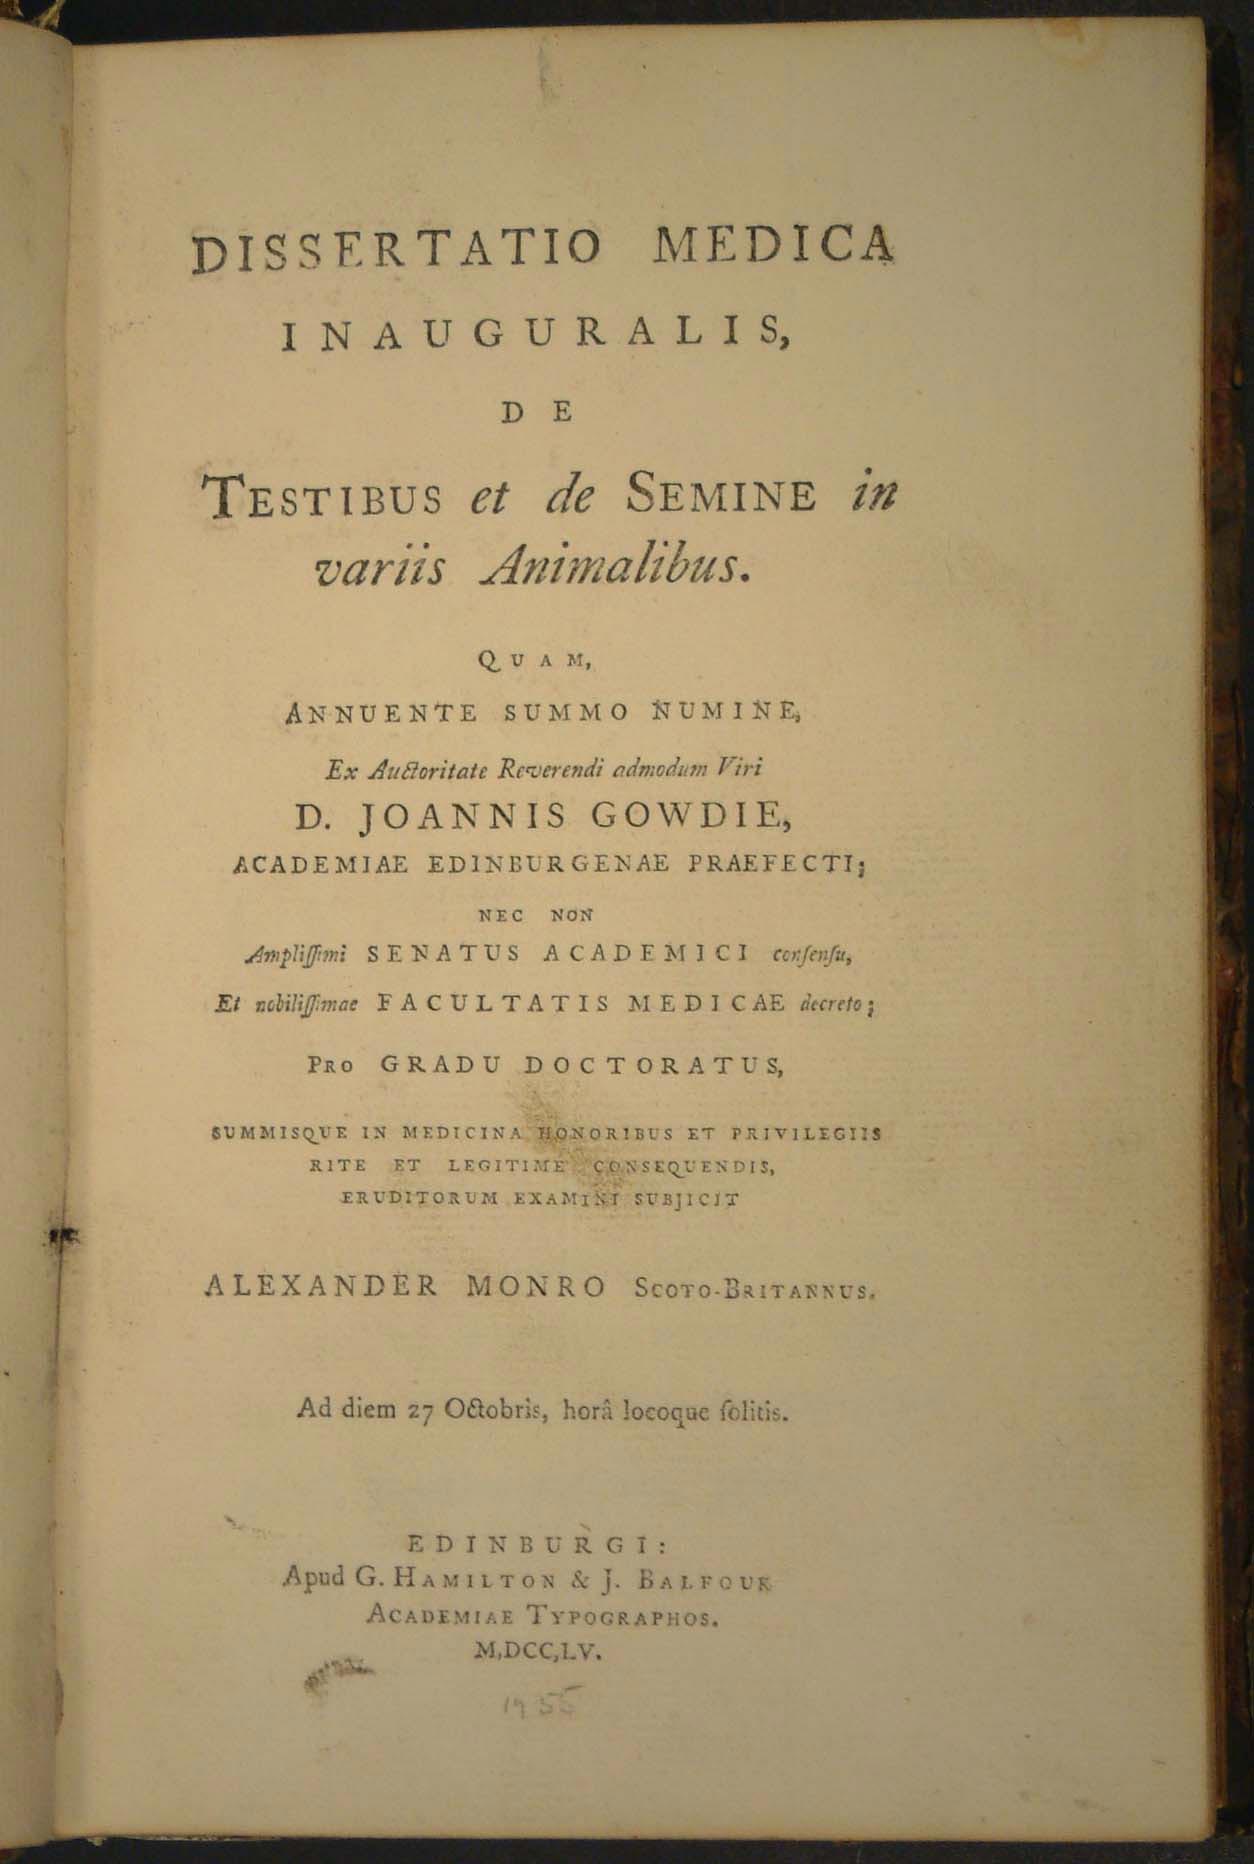 DISSERTATIO MEDICA
INAUGURALIS,
DE
TESTIBUS et de SEMINE in
variis Animalibus.
QUAM,
ANNUENTE SUMMO NUMINE,
Ex Auctoritate Reverendi admodum Viri
D. JOANNIS GOWDIE,
ACADEMIAE EDINBURGENAE PRAEFECTI;
NEC NON
Ampliſſimi SENATUS ACADEMICI conſenſu,
Et nobiliſſimae FACULTATIS MEDICAE decreto;
PRO GRADU DOCTORATUS,
SUMMISQUE IN MEDICINA HONORIBUS ET PRIVILEGIIS
RITE ET LEGITIME CONSEQUENDIS,
ERUDITORUM EXAMINI SUBJICIT
ALEXANDER MONRO SCOTO-BRITANNUS.
Ad diem 27 Octobris, horâ locoque ſolitis.
EDINBURGI:
Apud G. HAMILTON & J. BALFOUR
ACADEMIAE TYPOGRAPHOS.
M,DCC,LV.
1755